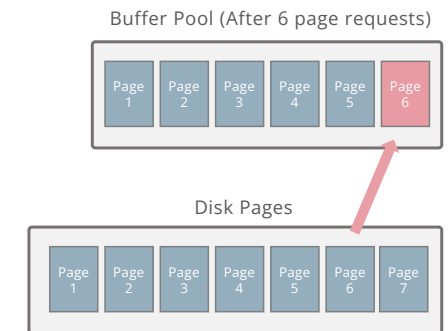 Buffer Pool (After 6 page requests)
Page Page Page Page Page Page
1 2 3 4 5 6
Disk Pages
Page Page Page Page Page Page Page
1 2 3 4 5 6 7